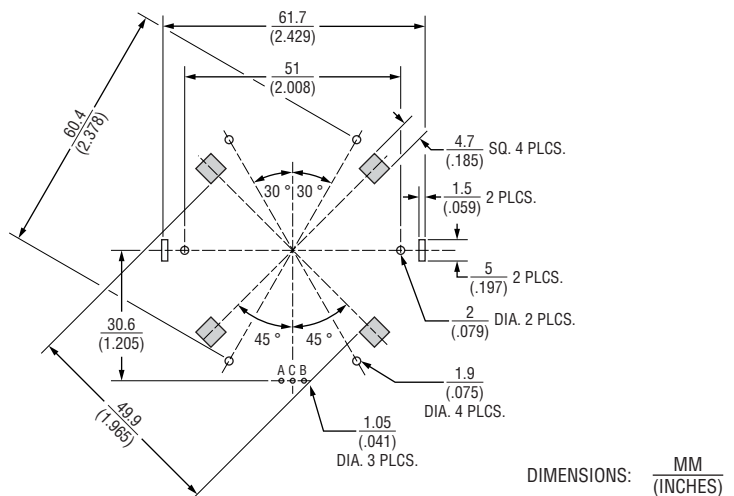 61.7
(2.429)
51
(2.008)
60.4
(2.378)
4.7
(.185) SQ. 4 PLCS.
30 ° 30 °
1.5
(.059) 2 PLCS.
5
(.197) 2 PLCS.
30.6
(1.205)
2
(.079) DIA. 2 PLCS.
45 ° 45 °
A C B
1.9
(.075)
DIA. 4 PLCS.
49.9
(1.965)
1.05
(.041)
DIA. 3 PLCS.
DIMENSIONS: MM
(INCHES)